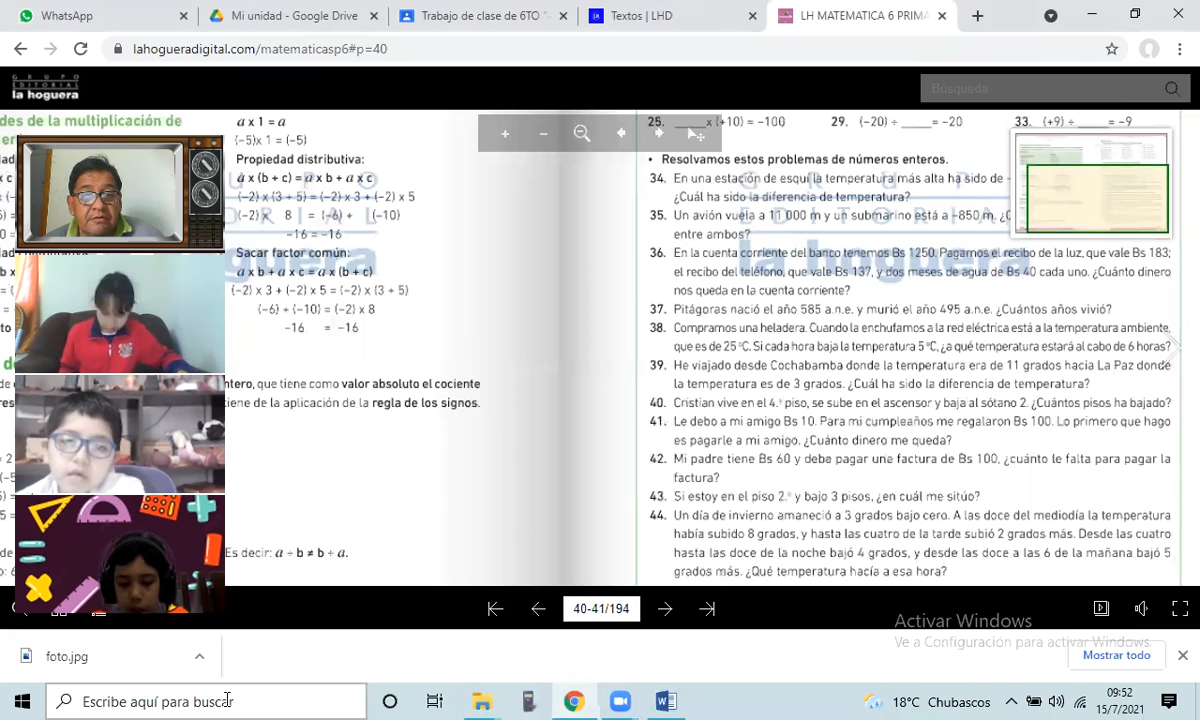 WhatsApp
Mi unidad - Google Drive
Trabajo de clase de 6TO "
Textos | LHD
LH MATEMATICA 6 PRIMA
lahogueradigital.com/matematicasp6#p=40
GRUPO
EDITORIAL
la hoguera
Búsqueda
des de la multiplicación de
a x 1 = a
(-5)x 1 = (-5)
Propiedad distributiva:
a x (b + c) = a x b + a x c
(-2) x (3 + 5) = (-2) x 3 + (-2) x 5
(-2) x 8 = (-6) + (-10)
-16 = -16
Sacar factor común:
a x b + a x c = a x (b + c)
(-2) x 3 + (-2) x 5 = (-2) x (3 + 5)
(-6) + (-10) = (-2) x 8
-16 = -16
ntero, que tiene como valor absoluto el cociente
iene de la aplicación de la regla de los signos.
Es decir: a ÷ b ≠ b ÷ a.
25. _____ x (+10) = -100
29. (-20) ÷ _____ = -20
33. (+9) ÷ _____ = -9
• Resolvamos estos problemas de números enteros.
34. En una estación de esquí la temperatura más alta ha sido de -
¿Cuál ha sido la diferencia de temperatura?
35. Un avión vuela a 11 000 m y un submarino está a -850 m. ¿C
entre ambos?
36. En la cuenta corriente del banco tenemos Bs 1250. Pagamos el recibo de la luz, que vale Bs 183;
el recibo del teléfono, que vale Bs 137, y dos meses de agua de Bs 40 cada uno. ¿Cuánto dinero
nos queda en la cuenta corriente?
37. Pitágoras nació el año 585 a.n.e. y murió el año 495 a.n.e. ¿Cuántos años vivió?
38. Compramos una heladera. Cuando la enchufamos a la red eléctrica está a la temperatura ambiente,
que es de 25 °C. Si cada hora baja la temperatura 5 °C, ¿a qué temperatura estará al cabo de 6 horas?
39. He viajado desde Cochabamba donde la temperatura era de 11 grados hacia La Paz donde
la temperatura es de 3 grados. ¿Cuál ha sido la diferencia de temperatura?
40. Cristian vive en el 4.º piso, se sube en el ascensor y baja al sótano 2. ¿Cuántos pisos ha bajado?
41. Le debo a mi amigo Bs 10. Para mi cumpleaños me regalaron Bs 100. Lo primero que hago
es pagarle a mi amigo. ¿Cuánto dinero me queda?
42. Mi padre tiene Bs 60 y debe pagar una factura de Bs 100, ¿cuánto le falta para pagar la
factura?
43. Si estoy en el piso 2.º y bajo 3 pisos, ¿en cuál me sitúo?
44. Un día de invierno amaneció a 3 grados bajo cero. A las doce del mediodía la temperatura
había subido 8 grados, y hasta las cuatro de la tarde subió 2 grados más. Desde las cuatro
hasta las doce de la noche bajó 4 grados, y desde las doce a las 6 de la mañana bajó 5
grados más. ¿Qué temperatura hacía a esa hora?
40-41/194
Activar Windows
Ve a Configuración para activar Windows.
foto.jpg
Mostrar todo
Escribe aquí para buscar
18°C Chubascos
09:52
15/7/2021